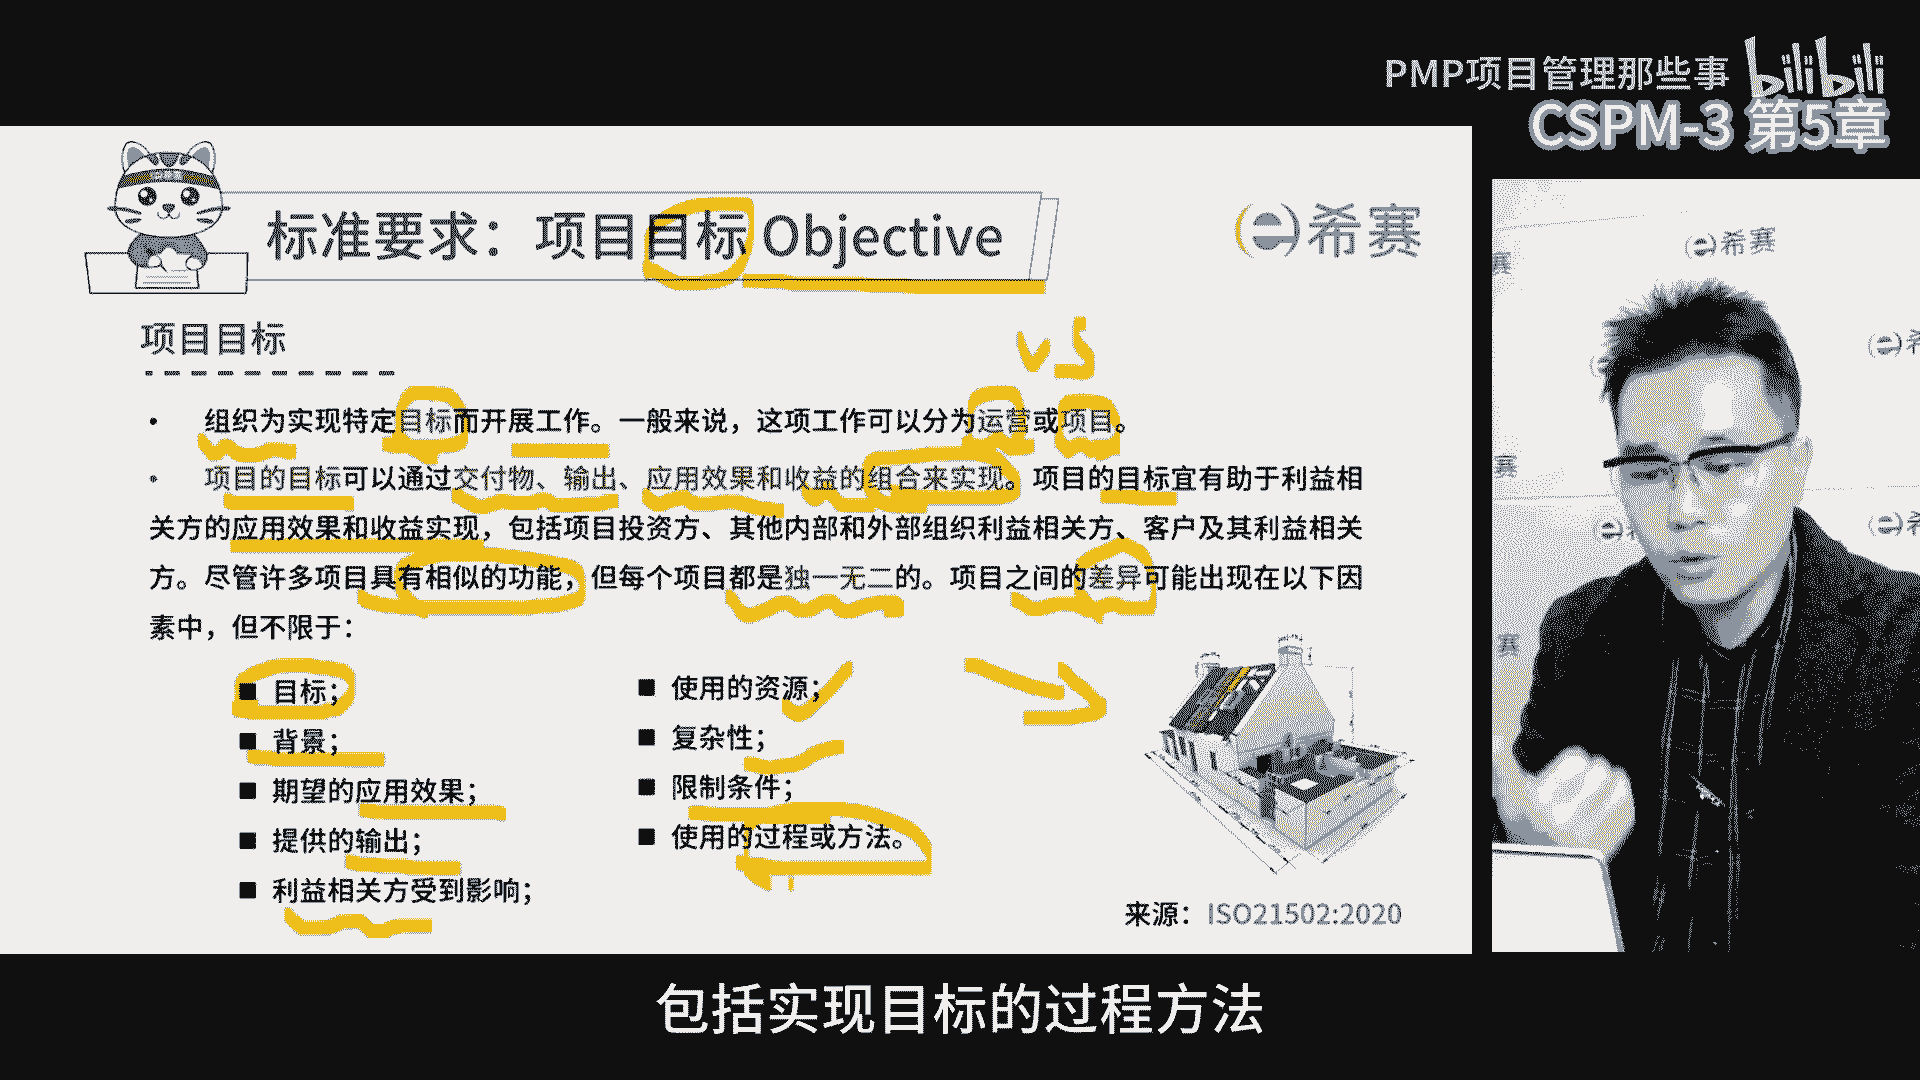 PMP项目管理那些事 bilibili
CSPM-3 第5章
标准要求：项目目标 Objective
希赛
项目目标
vs
• 组织为实现特定目标而开展工作。一般来说，这项工作可以分为运营或项目。
• 项目的目标可以通过交付物、输出、应用效果和收益的组合来实现。项目的目标宜有助于利益相
关方的应用效果和收益实现，包括项目投资方、其他内部和外部组织利益相关方、客户及其利益相关
方。尽管许多项目具有相似的功能，但每个项目都是独一无二的。项目之间的差异可能出现在以下因
素中，但不限于：
■ 目标；
■ 背景；
■ 期望的应用效果；
■ 提供的输出；
■ 利益相关方受到影响；
■ 使用的资源；
■ 复杂性；
■ 限制条件；
■ 使用的过程或方法。
来源：ISO21502:2020
希赛
包括实现目标的过程方法